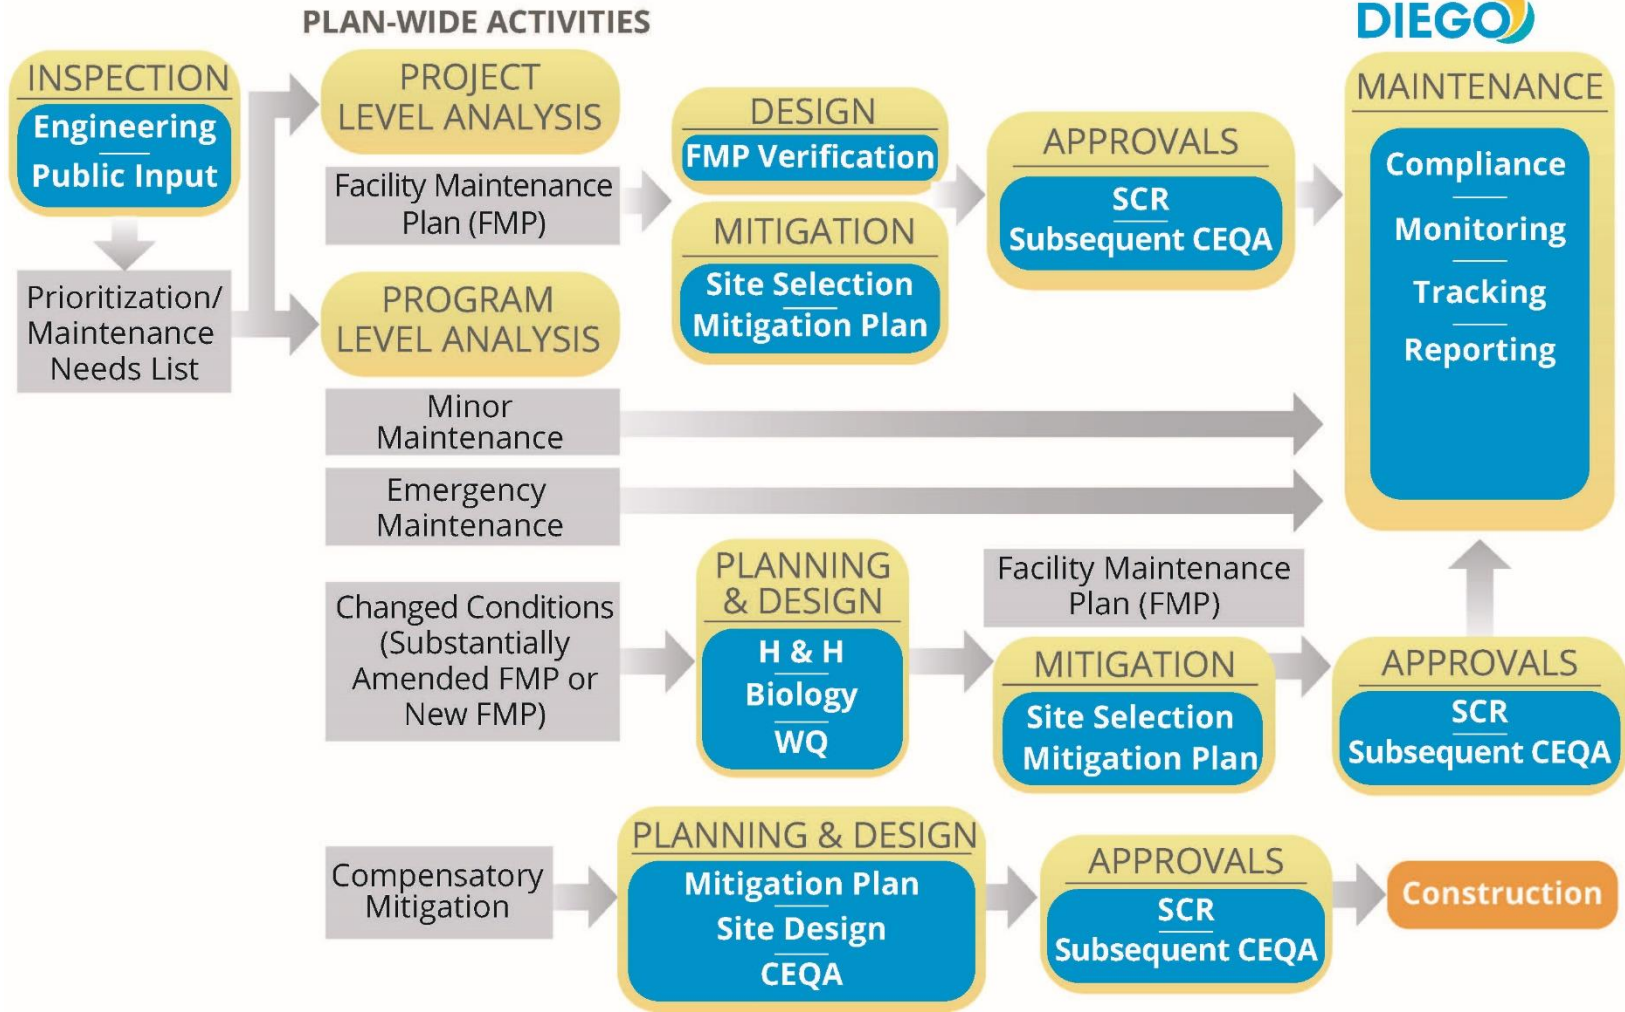 PLAN-WIDE ACTIVITIES
DIEGO
INSPECTION
Engineering
Public Input
Prioritization/
Maintenance
Needs List
PROJECT
LEVEL ANALYSIS
Facility Maintenance
Plan (FMP)
DESIGN
FMP Verification
MITIGATION
Site Selection
Mitigation Plan
APPROVALS
SCR
Subsequent CEQA
MAINTENANCE
Compliance
Monitoring
Tracking
Reporting
PROGRAM
LEVEL ANALYSIS
Minor
Maintenance
Emergency
Maintenance
Changed Conditions
(Substantially
Amended FMP or
New FMP)
PLANNING
& DESIGN
H & H
Biology
WQ
Facility Maintenance
Plan (FMP)
MITIGATION
Site Selection
Mitigation Plan
APPROVALS
SCR
Subsequent CEQA
Compensatory
Mitigation
PLANNING & DESIGN
Mitigation Plan
Site Design
CEQA
APPROVALS
SCR
Subsequent CEQA
Construction